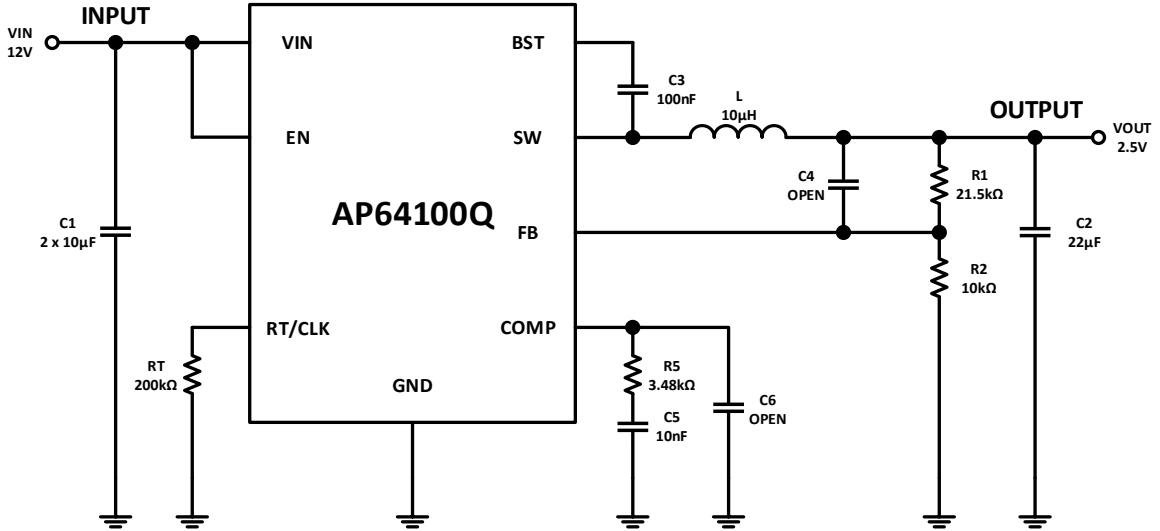 INPUT
VIN
12V
VIN
BST
C3
100nF
L
10µH
OUTPUT
VOUT
2.5V
EN
SW
C4
OPEN
R1
21.5kΩ
AP64100Q
C1
2 x 10µF
FB
C2
22µF
R2
10kΩ
RT/CLK
COMP
RT
200kΩ
GND
R5
3.48kΩ
C6
OPEN
C5
10nF